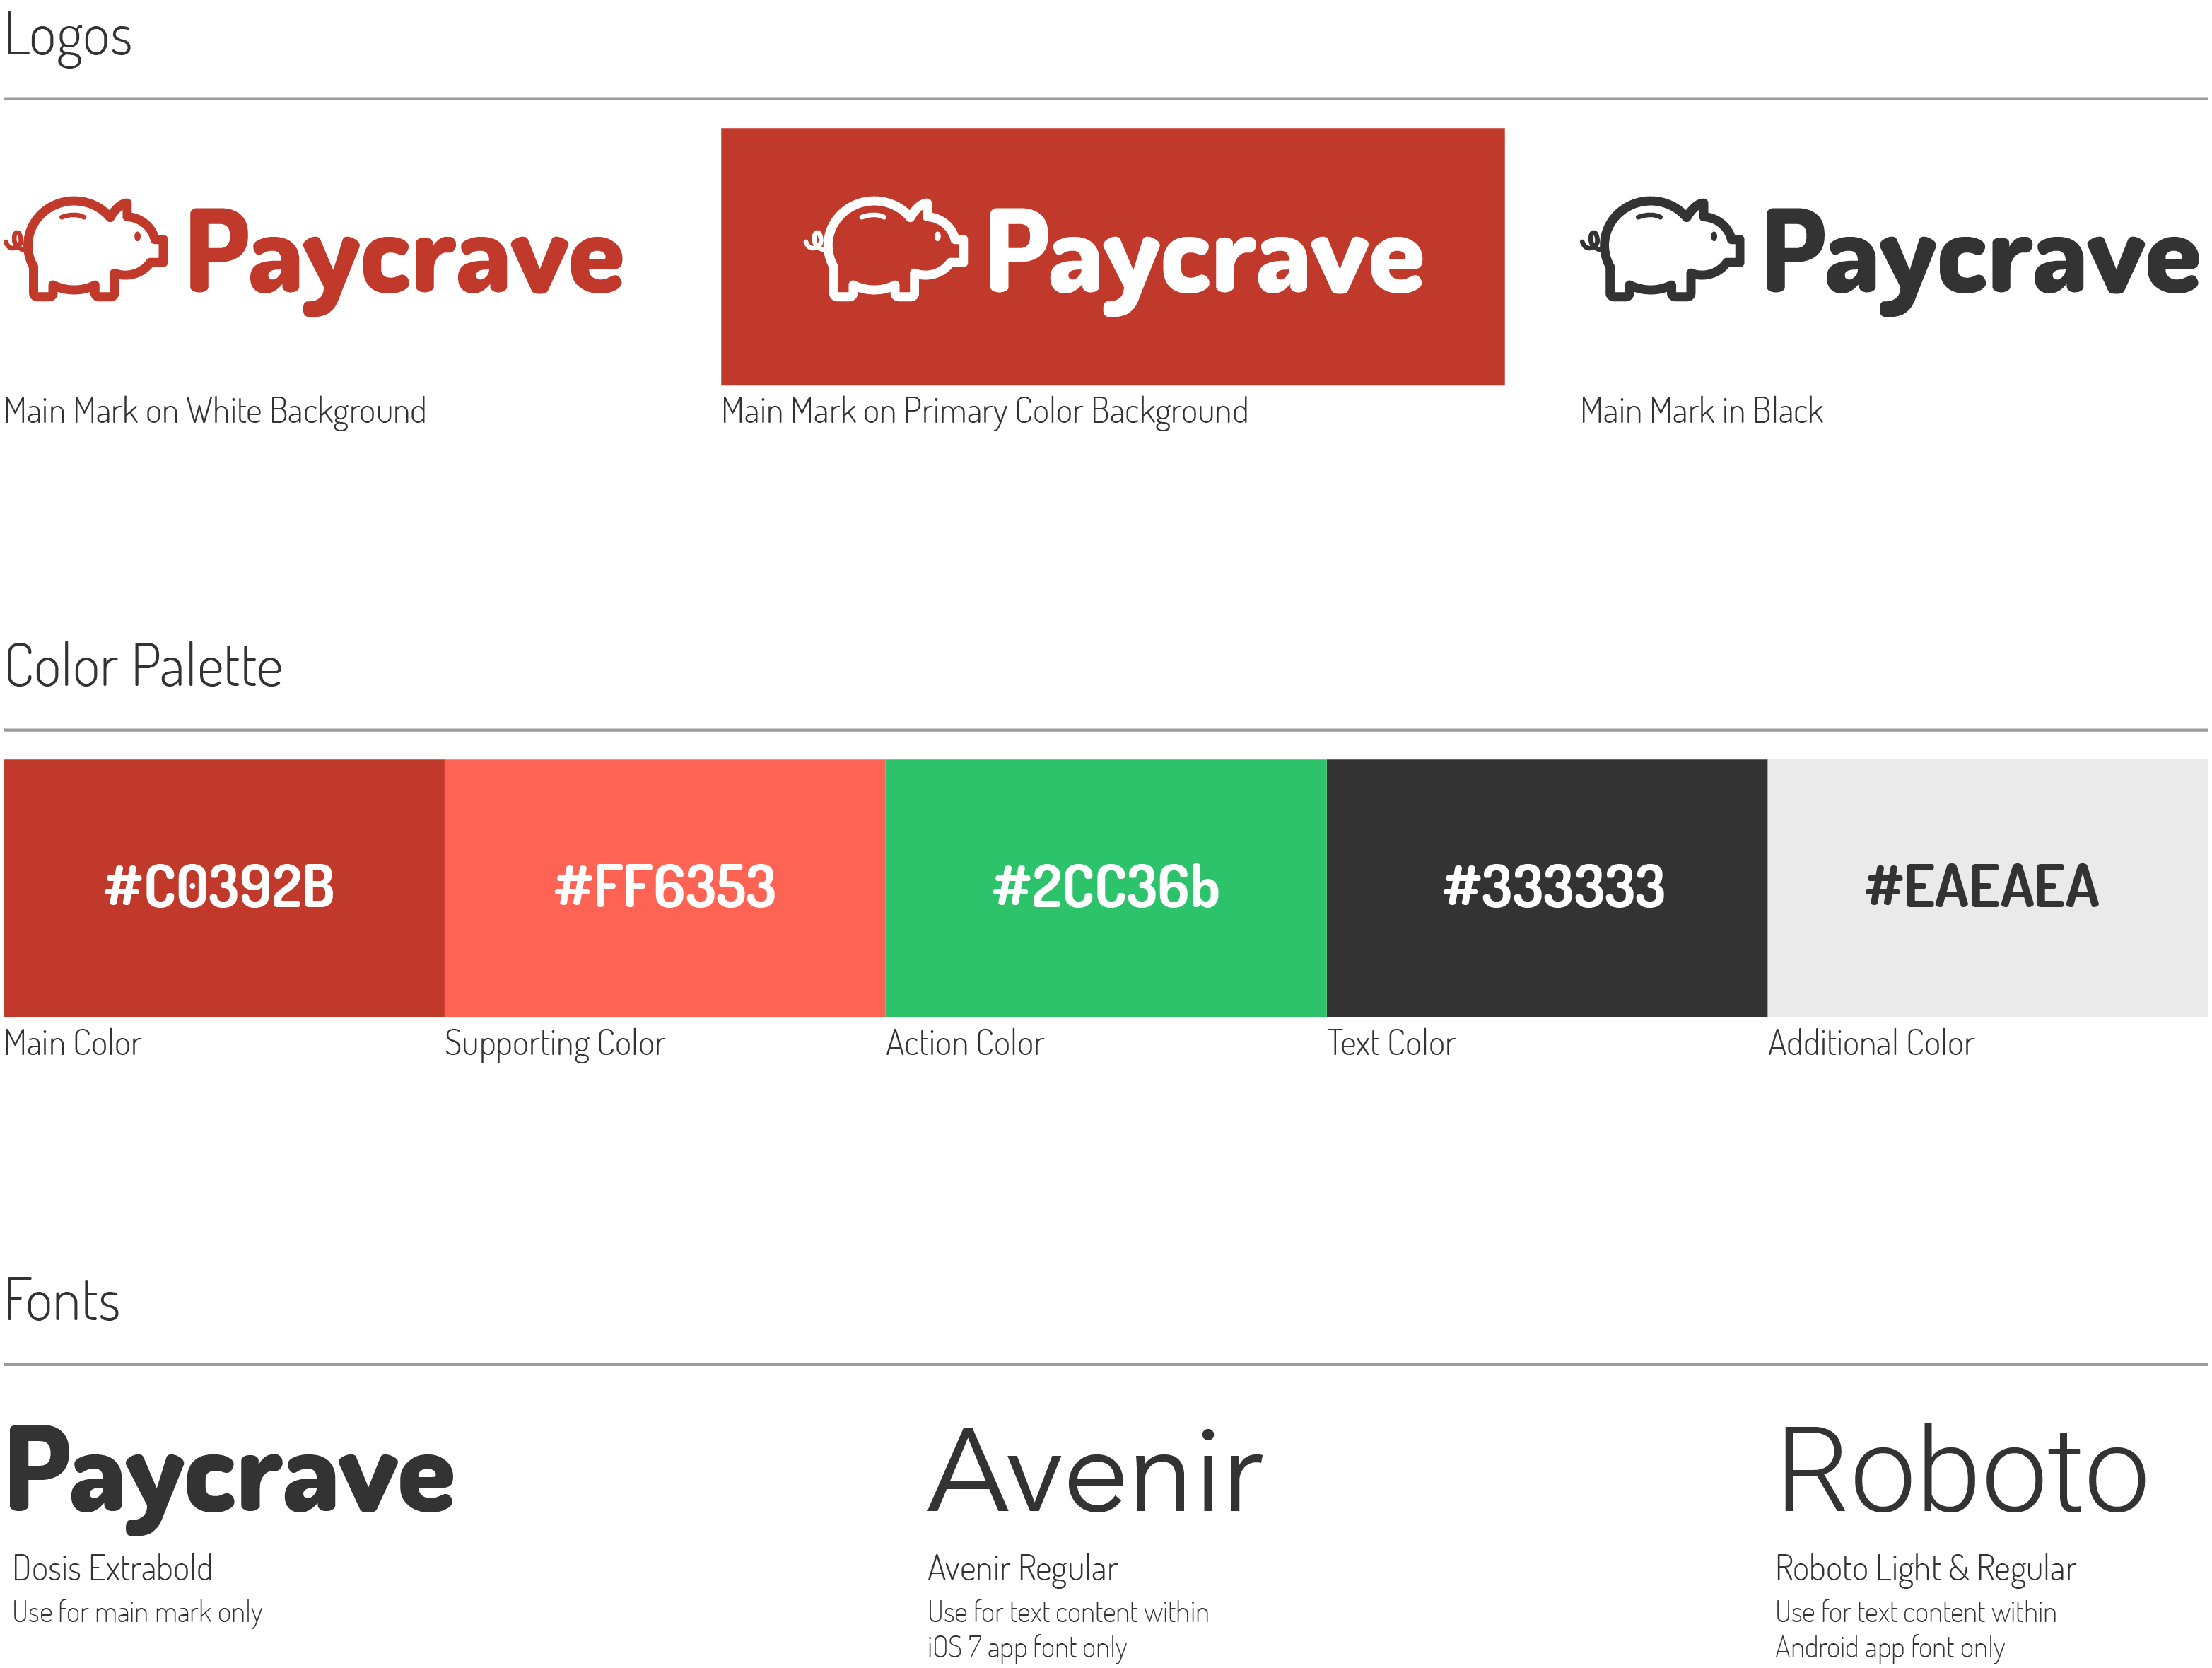 Logos
Paycrave
Paycrave
Paycrave
Main Mark on White Background
Main Mark on Primary Color Background
Main Mark in Black
Color Palette
#C0392B
#FF6353
#2CC36b
#333333
#EAEAEA
Main Color
Supporting Color
Action Color
Text Color
Additional Color
Fonts
Paycrave
Dosis Extrabold
Use for main mark only
Avenir
Avenir Regular
Use for text content within
iOS 7 app font only
Roboto
Roboto Light & Regular
Use for text content within
Android app font only